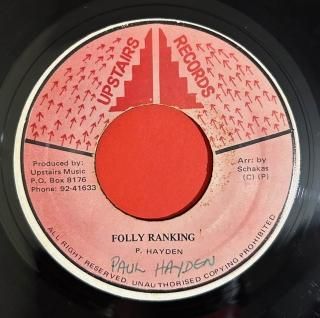 UPSTAIRS RECORDS
Produced by:
Upstairs Music
P.O. Box 8176
Phone: 92-41633
Arr: by
Schakas
(C) (P)
FOLLY RANKING
P. HAYDEN
PAUL HAYDEN
ALL RIGHT RESERVED, UNAUTHORISED COPYING PROHIBITED